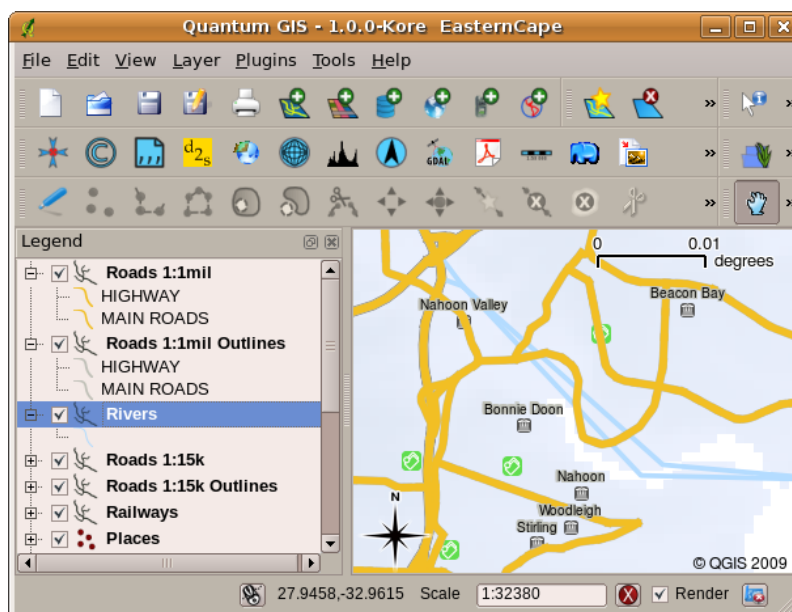 Quantum GIS - 1.0.0-Kore EasternCape
File Edit View Layer Plugins Tools Help
d2s
GDAL
Legend
Roads 1:1mil
HIGHWAY
MAIN ROADS
Roads 1:1mil Outlines
HIGHWAY
MAIN ROADS
Rivers
Roads 1:15k
Roads 1:15k Outlines
Railways
Places
0 0.01
degrees
Beacon Bay
Nahoon Valley
Bonnie Doon
Nahoon
Woodleigh
Stirling
N
© QGIS 2009
27.9458,-32.9615 Scale 1:32380 Render